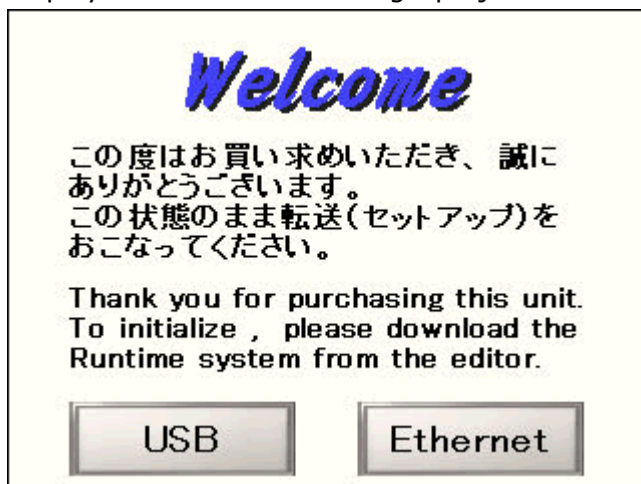 Welcome
この度はお買い求めいただき、誠に
ありがとうございます。
この状態のまま転送(セットアップ)を
おこなってください。
Thank you for purchasing this unit.
To initialize , please download the
Runtime system from the editor.
USB
Ethernet